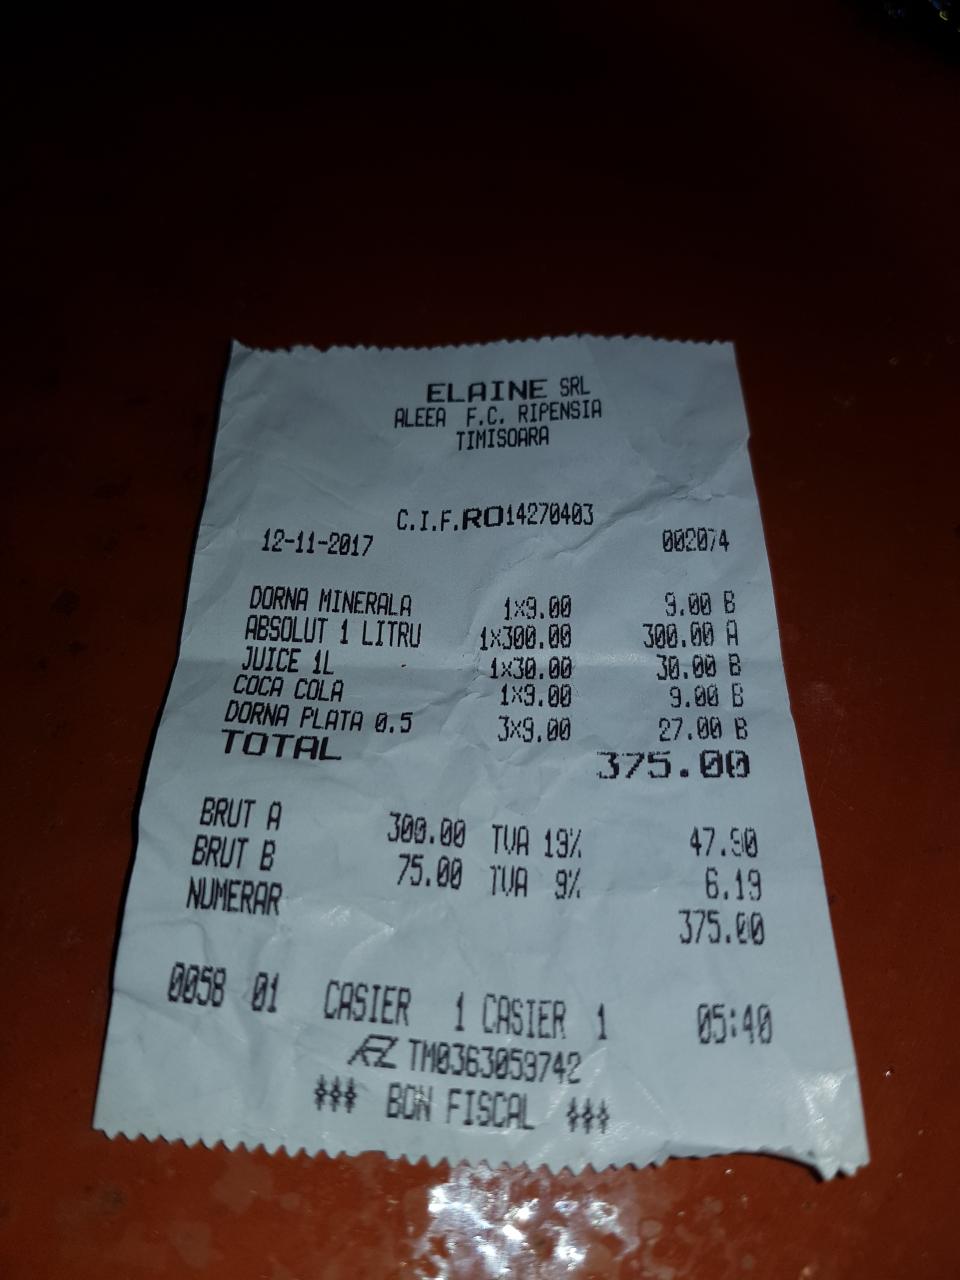 ELAINE SRL
ALEEA F.C. RIPENSIA
TIMISOARA
C.I.F.RO14270403
12-11-2017 002074
DORNA MINERALA 1x9.00 9.00 B
ABSOLUT 1 LITRU 1x300.00 300.00 A
JUICE 1L 1x30.00 30.00 B
COCA COLA 1x9.00 9.00 B
DORNA PLATA 0.5 3x9.00 27.00 B
TOTAL 375.00
BRUT A 300.00 TVA 19% 47.90
BRUT B 75.00 TVA 9% 6.19
NUMERAR 375.00
0058 01 CASIER 1 CASIER 1 05:40
TM0363059742
*** BON FISCAL ***